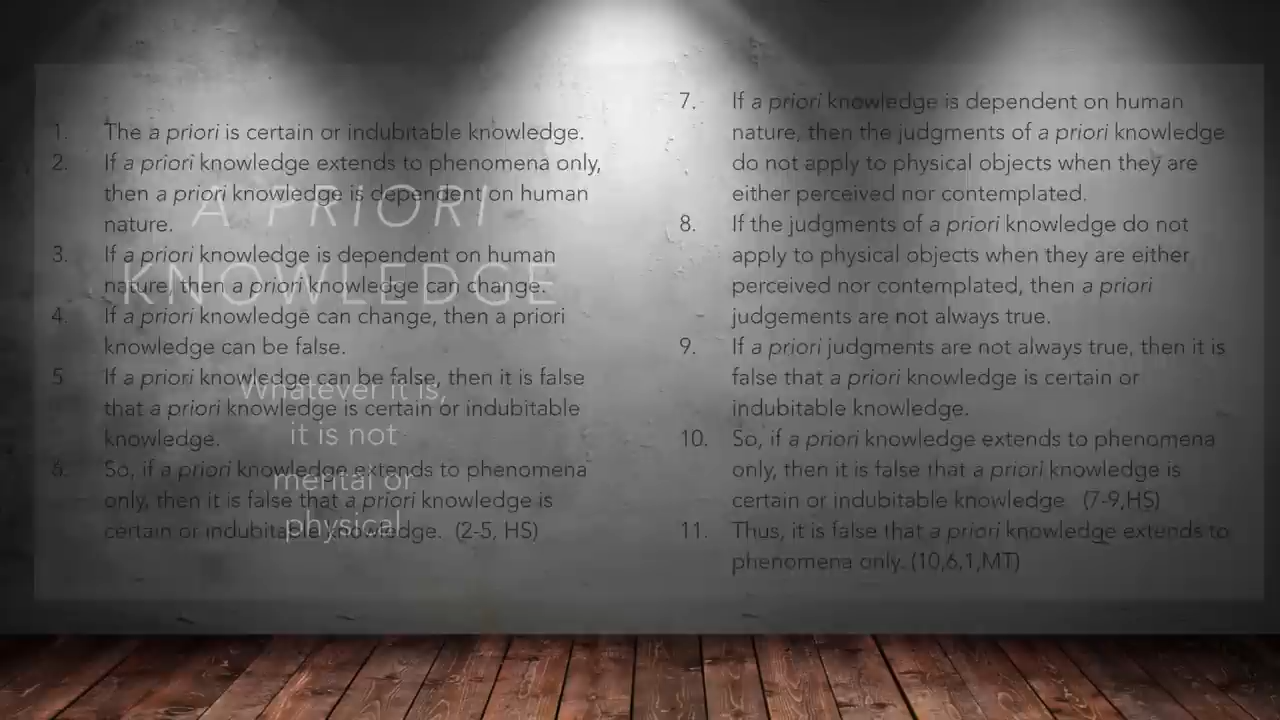 1. The a priori is certain or indubitable knowledge.
2. If a priori knowledge extends to phenomena only,
then a priori knowledge is dependent on human
nature.
3. If a priori knowledge is dependent on human
nature, then a priori knowledge can change.
4. If a priori knowledge can change, then a priori
knowledge can be false.
5 If a priori knowledge can be false, then it is false
that a priori knowledge is certain or indubitable
knowledge.
6. So, if a priori knowledge extends to phenomena
only, then it is false that a priori knowledge is
certain or indubitable knowledge. (2-5, HS)
7. If a priori knowledge is dependent on human
nature, then the judgments of a priori knowledge
do not apply to physical objects when they are
either perceived nor contemplated.
8. If the judgments of a priori knowledge do not
apply to physical objects when they are either
perceived nor contemplated, then a priori
judgements are not always true.
9. If a priori judgments are not always true, then it is
false that a priori knowledge is certain or
indubitable knowledge.
10. So, if a priori knowledge extends to phenomena
only, then it is false that a priori knowledge is
certain or indubitable knowledge (7-9,HS)
11. Thus, it is false that a priori knowledge extends to
phenomena only. (10,6,1,MT)
A PRIORI
KNOWLEDGE
Whatever it is,
it is not
mental or
physical